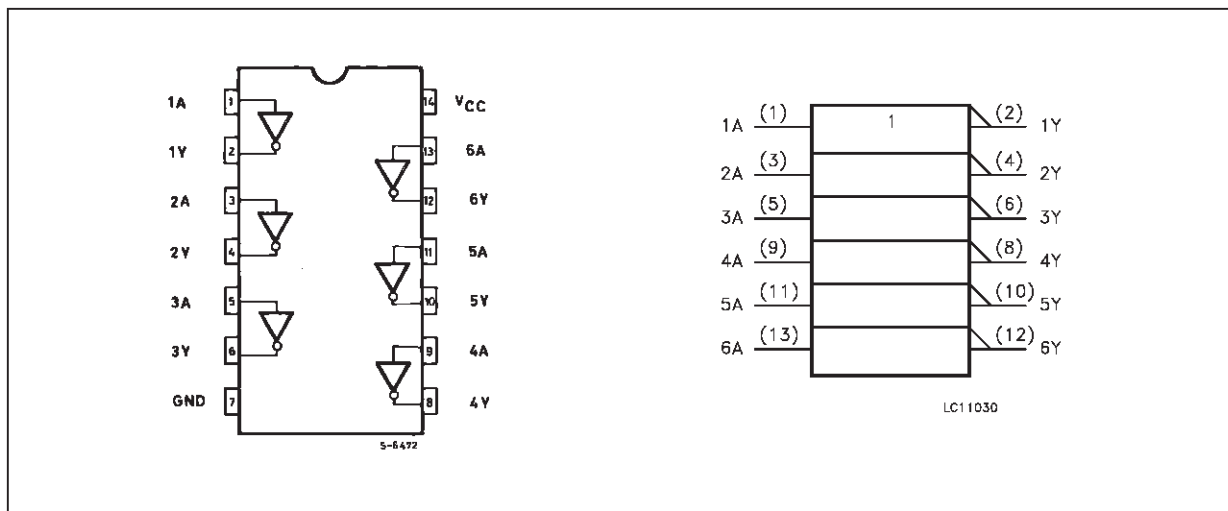 1A 1 14 VCC
1Y 2 13 6A
2A 3 12 6Y
2Y 4 11 5A
3A 5 10 5Y
3Y 6 9 4A
GND 7 8 4Y
S-6472
1A (1) 1 (2) 1Y
2A (3) (4) 2Y
3A (5) (6) 3Y
4A (9) (8) 4Y
5A (11) (10) 5Y
6A (13) (12) 6Y
LC11030